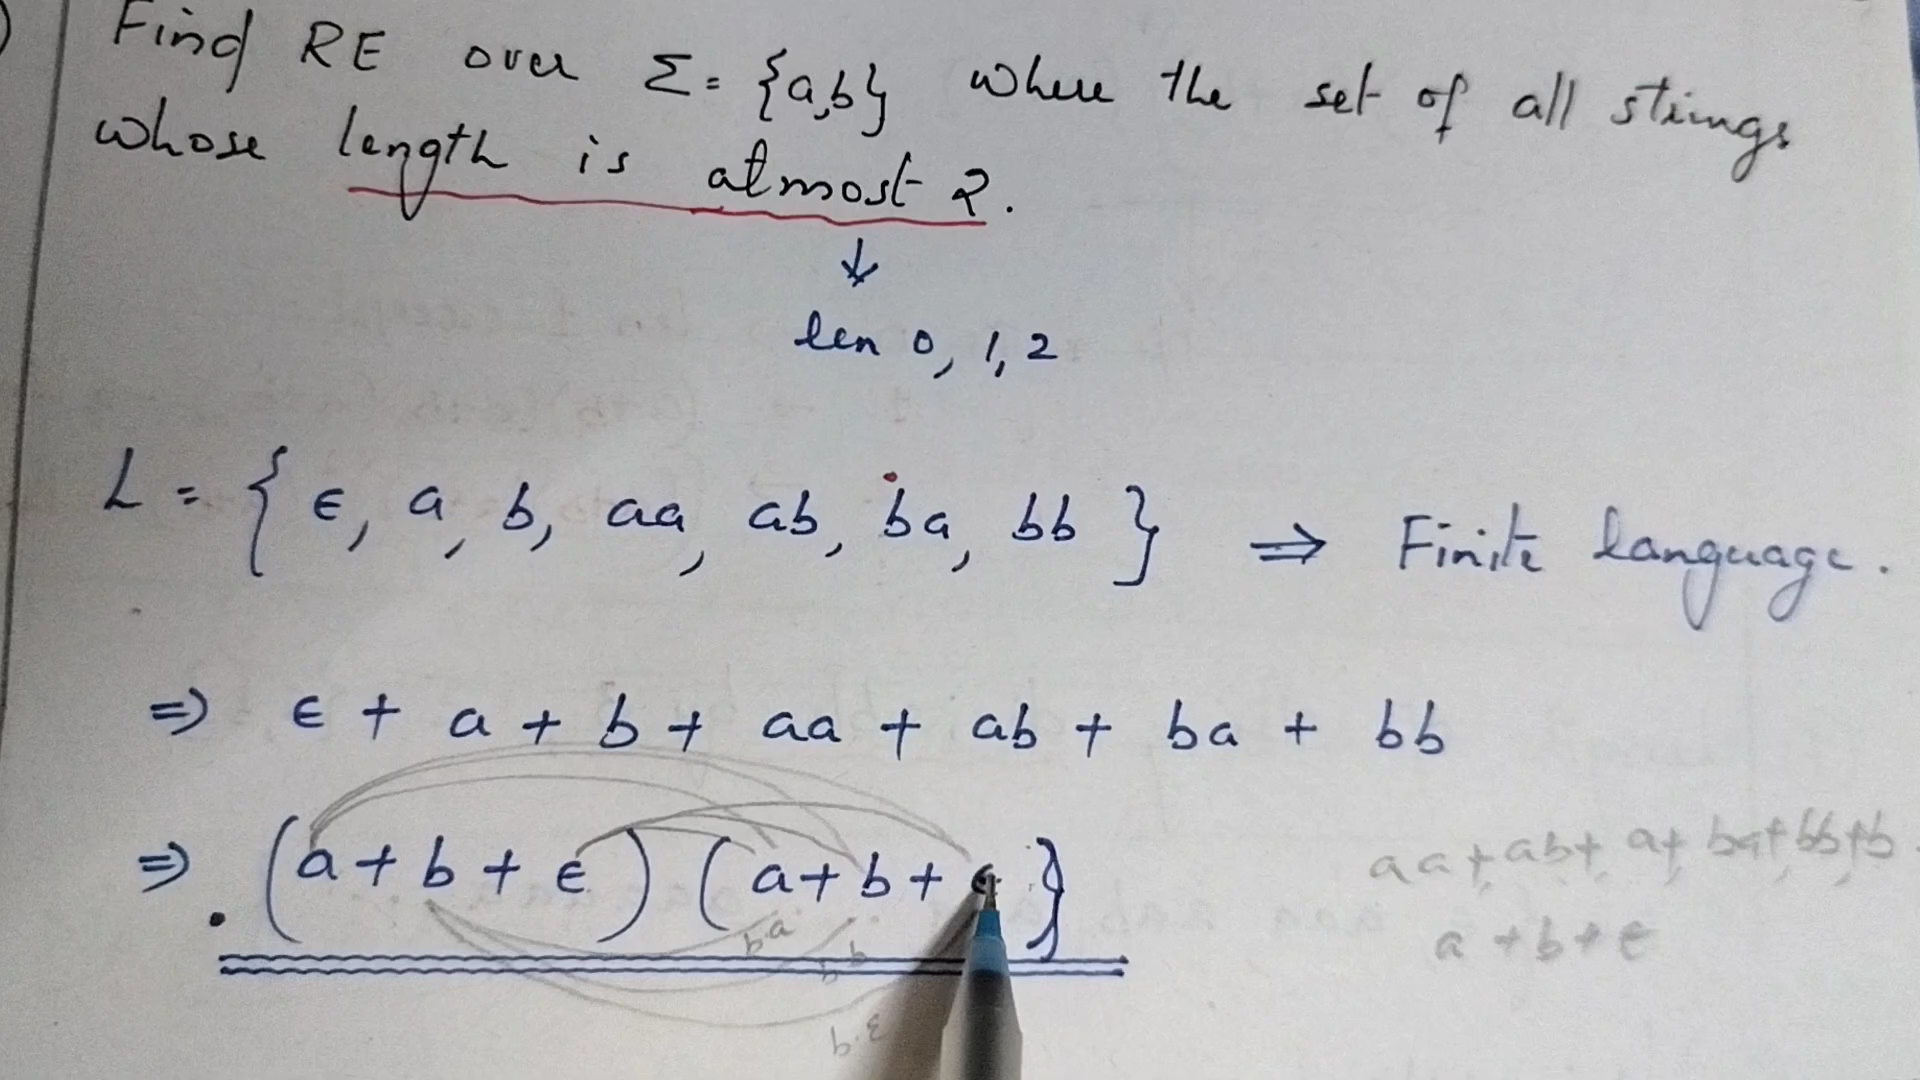 Find RE over Σ = {a,b} where the set of all strings
whose length is atmost 2.
↓
len 0, 1, 2
L = { ϵ, a, b, aa, ab, ba, bb } ⇒ Finite language.
⇒ ϵ + a + b + aa + ab + ba + bb
⇒ (a + b + ϵ) (a + b + ϵ)
aa + ab + a + ba + bb + b
a + b + ϵ
b.a
b.b
b.ε